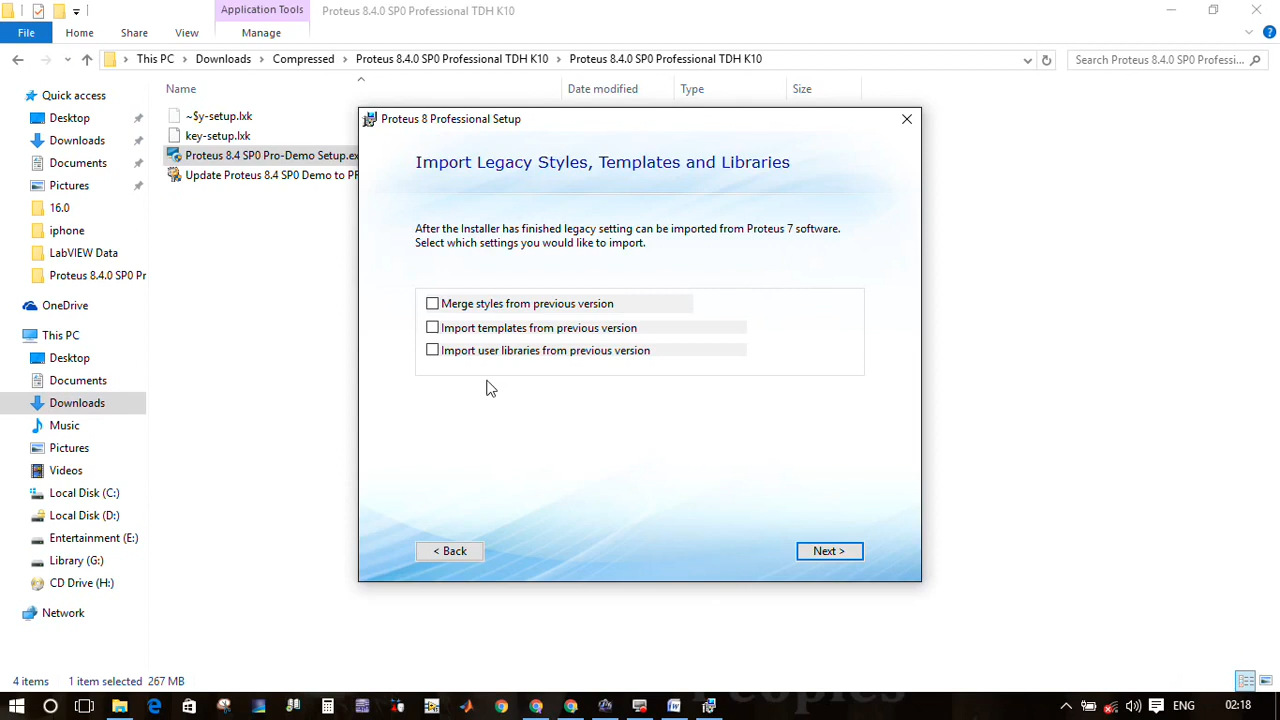 Application Tools
Proteus 8.4.0 SP0 Professional TDH K10
File
Home
Share
View
Manage
This PC
Downloads
Compressed
Proteus 8.4.0 SP0 Professional TDH K10
Proteus 8.4.0 SP0 Professional TDH K10
Search Proteus 8.4.0 SP0 Professi...
Name
Date modified
Type
Size
Quick access
Desktop
Downloads
Documents
Pictures
16.0
iphone
LabVIEW Data
Proteus 8.4.0 SP0 Pr
OneDrive
This PC
Desktop
Documents
Downloads
Music
Pictures
Videos
Local Disk (C:)
Local Disk (D:)
Entertainment (E:)
Library (G:)
CD Drive (H:)
Network
~$y-setup.lxk
key-setup.lxk
Proteus 8.4 SP0 Pro-Demo Setup.ex
Update Proteus 8.4 SP0 Demo to PR
Proteus 8 Professional Setup
Import Legacy Styles, Templates and Libraries
After the Installer has finished legacy setting can be imported from Proteus 7 software.
Select which settings you would like to import.
Merge styles from previous version
Import templates from previous version
Import user libraries from previous version
< Back
Next >
4 items
1 item selected 267 MB
Peoples
ENG
02:18